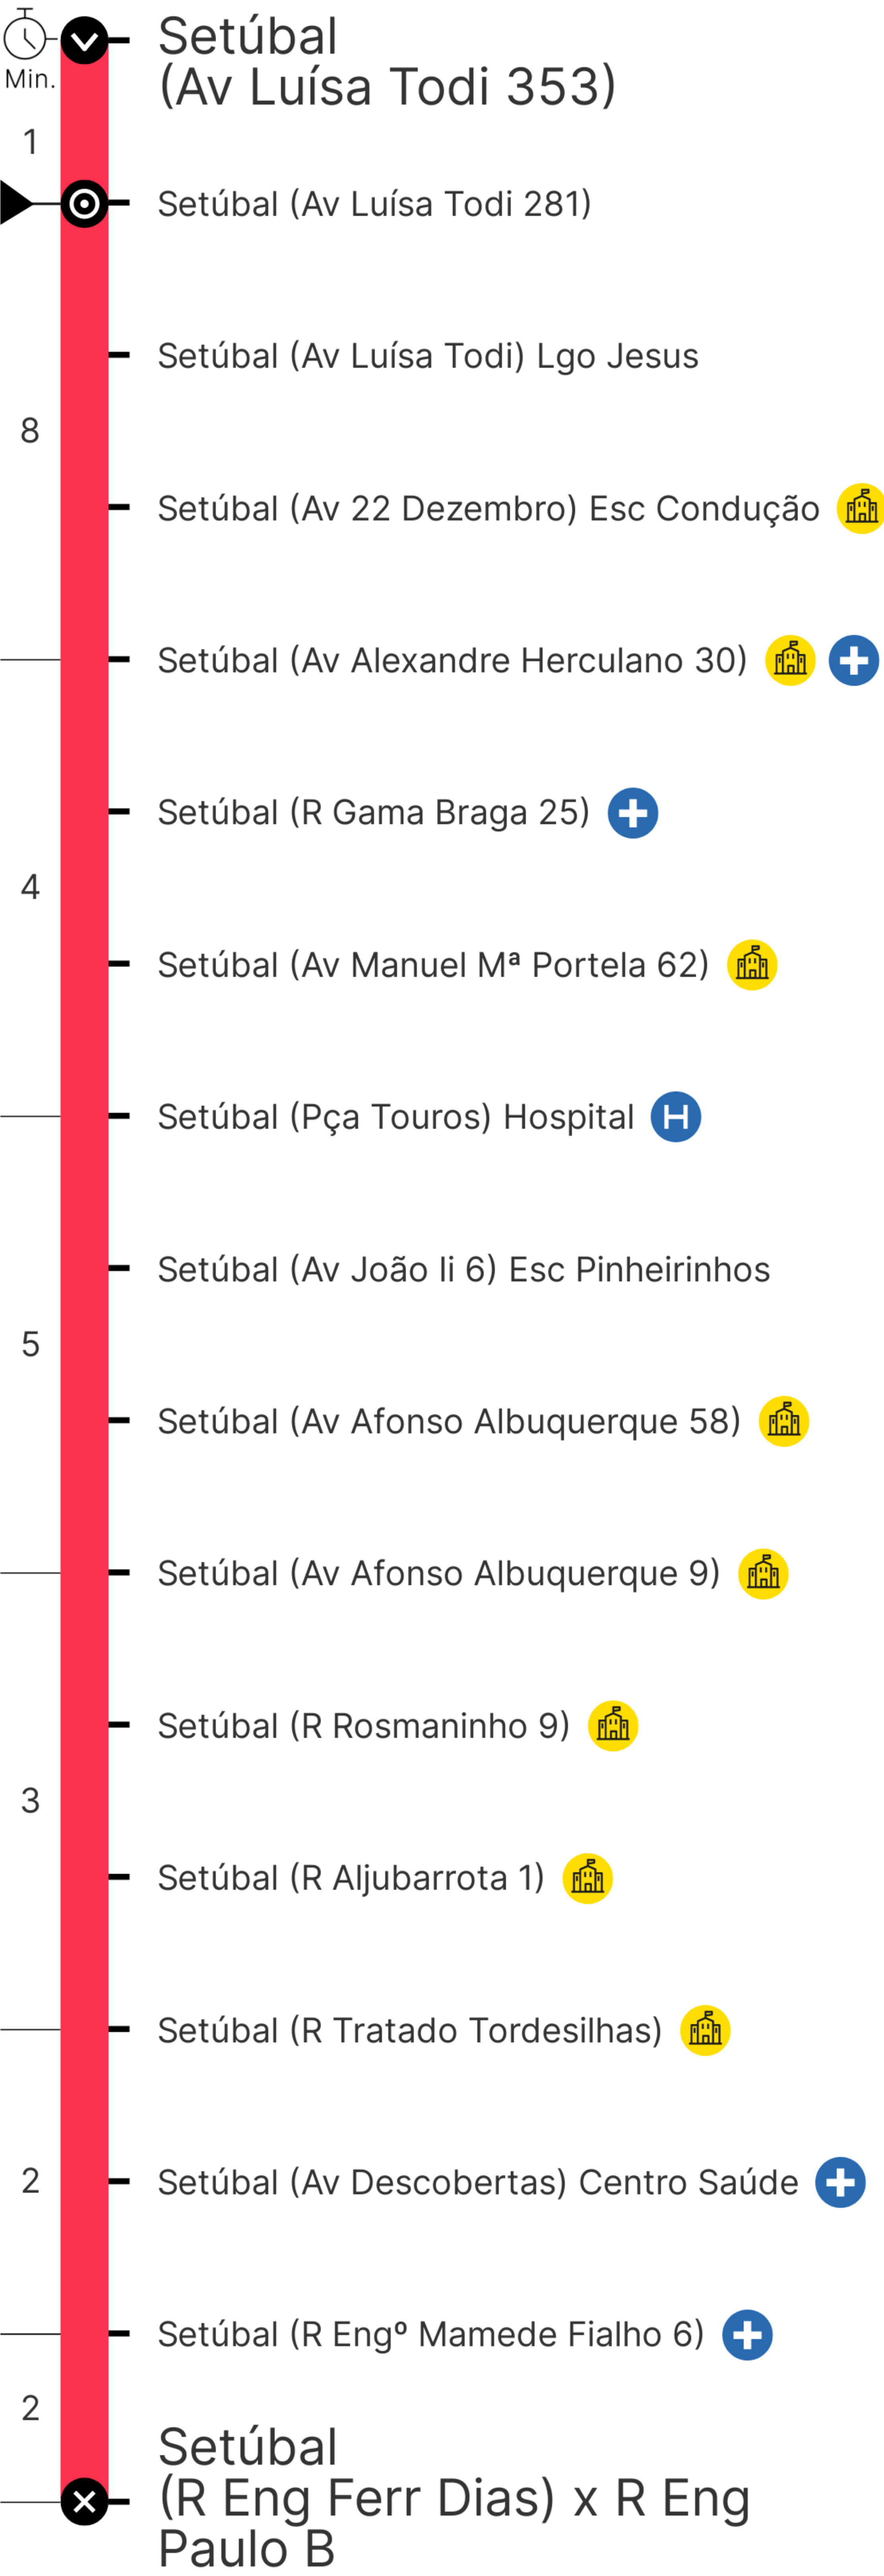 Setúbal
(Av Luísa Todi 353)
Min.
1
Setúbal (Av Luísa Todi 281)
Setúbal (Av Luísa Todi) Lgo Jesus
8
Setúbal (Av 22 Dezembro) Esc Condução
Setúbal (Av Alexandre Herculano 30)
Setúbal (R Gama Braga 25)
4
Setúbal (Av Manuel Mª Portela 62)
Setúbal (Pça Touros) Hospital H
Setúbal (Av João Ii 6) Esc Pinheirinhos
5
Setúbal (Av Afonso Albuquerque 58)
Setúbal (Av Afonso Albuquerque 9)
Setúbal (R Rosmaninho 9)
3
Setúbal (R Aljubarrota 1)
Setúbal (R Tratado Tordesilhas)
2
Setúbal (Av Descobertas) Centro Saúde
Setúbal (R Engº Mamede Fialho 6)
2
Setúbal
(R Eng Ferr Dias) x R Eng
Paulo B